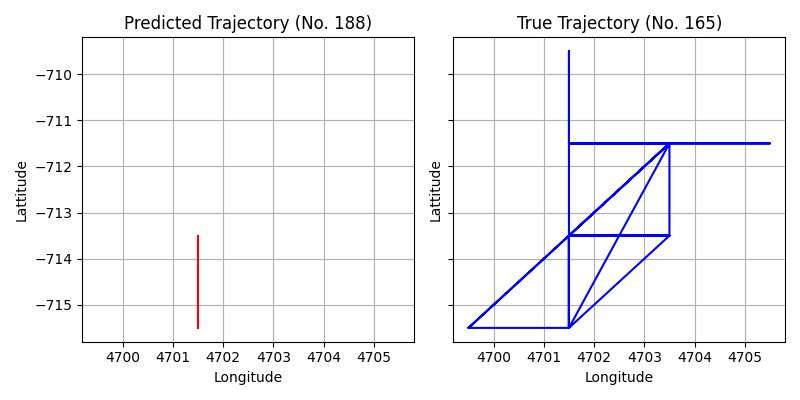 Predicted Trajectory (No. 188)
True Trajectory (No. 165)
−710
−711
−712
−713
−714
−715
Lattitude
Lattitude
4700 4701 4702 4703 4704 4705
4700 4701 4702 4703 4704 4705
Longitude
Longitude